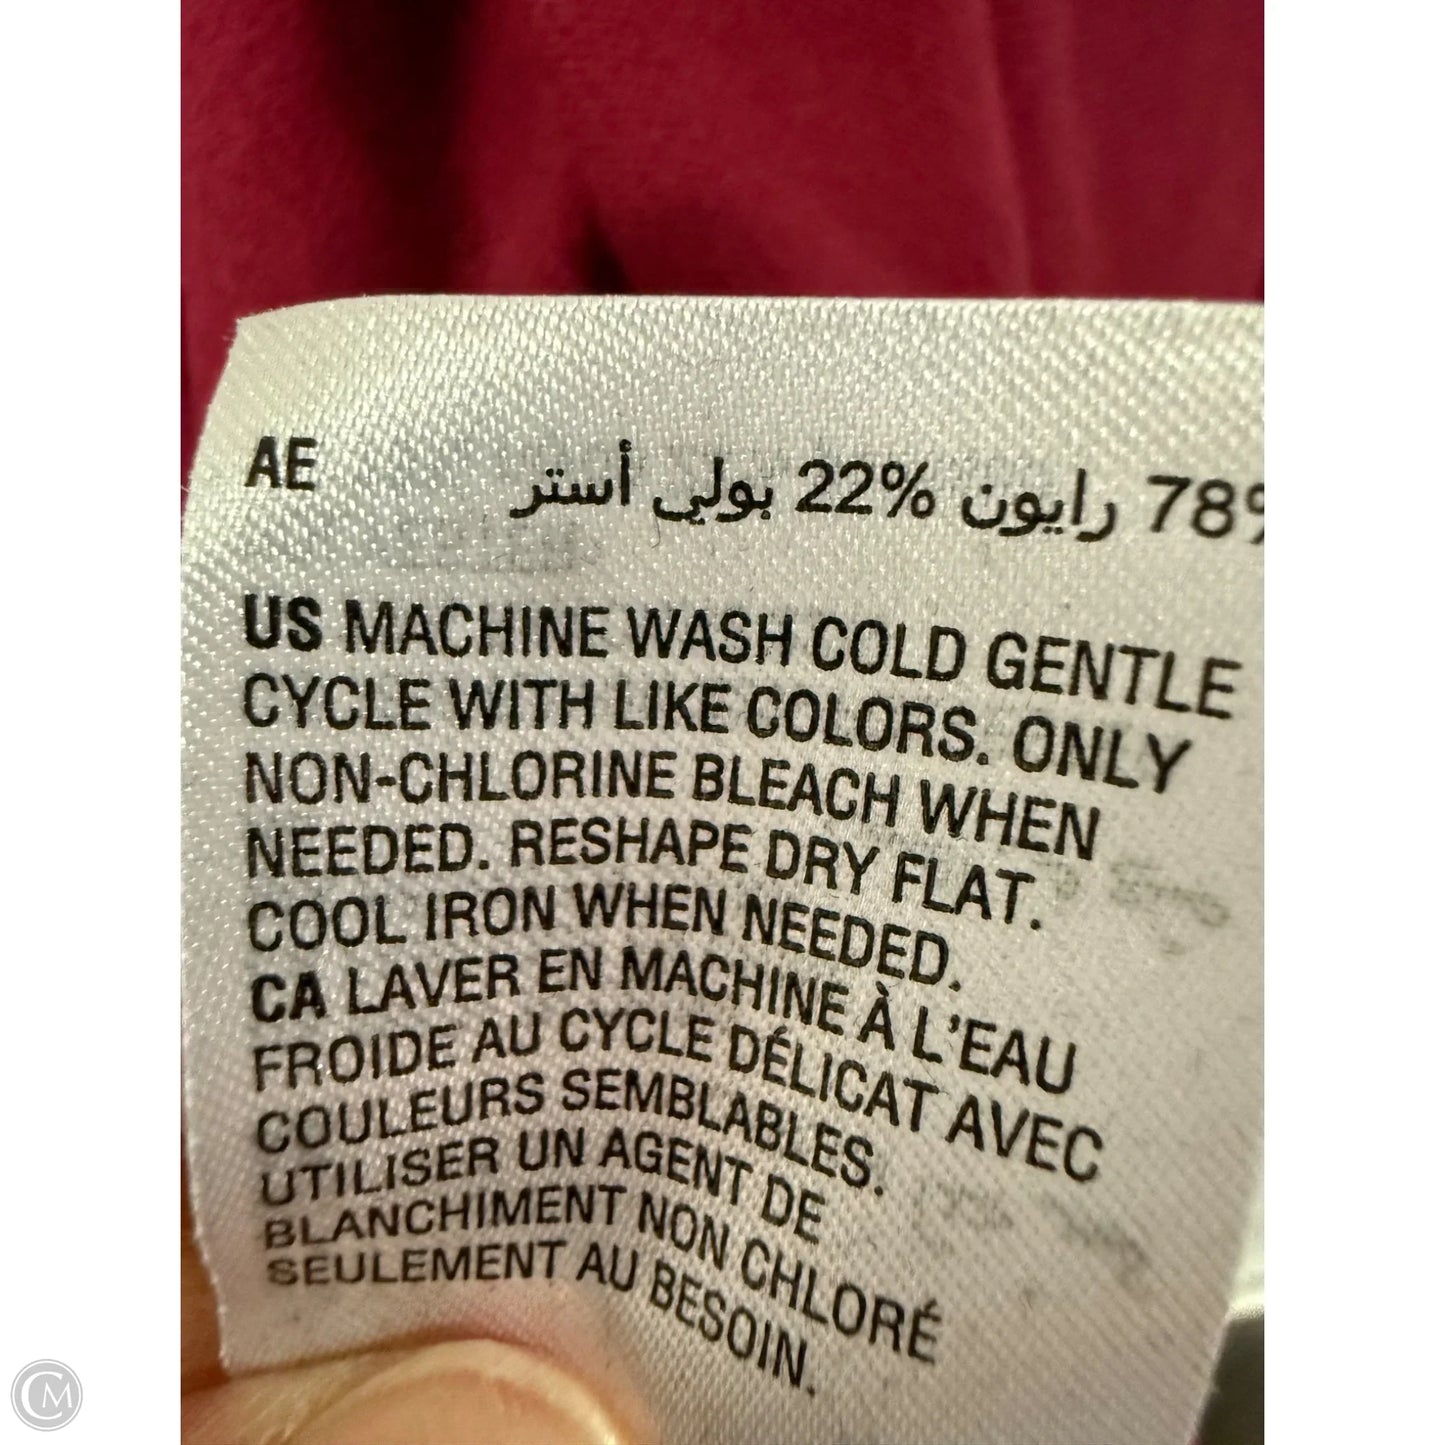 AE 78% رايون 22% بولي أستر
US MACHINE WASH COLD GENTLE
CYCLE WITH LIKE COLORS. ONLY
NON-CHLORINE BLEACH WHEN
NEEDED. RESHAPE DRY FLAT.
COOL IRON WHEN NEEDED.
CA LAVER EN MACHINE À L'EAU
FROIDE AU CYCLE DÉLICAT AVEC
COULEURS SEMBLABLES.
UTILISER UN AGENT DE
BLANCHIMENT NON CHLORÉ
SEULEMENT AU BESOIN.
CM